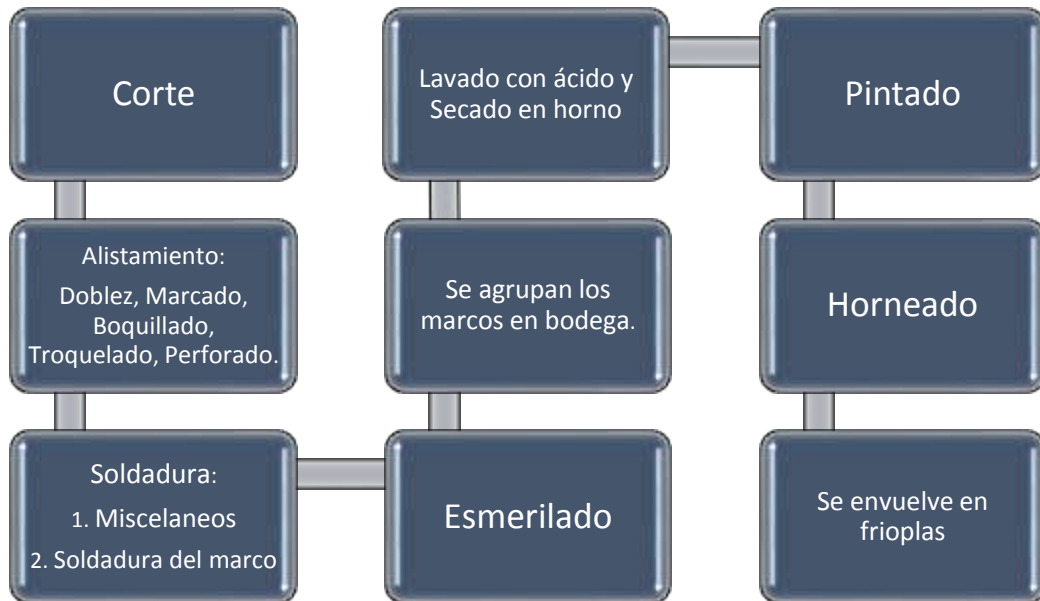 Corte
Alistamiento:
Doblez, Marcado,
Boquillado,
Troquelado, Perforado.
Soldadura:
1. Miscelaneos
2. Soldadura del marco
Esmerilado
Se agrupan los
marcos en bodega.
Lavado con ácido y
Secado en horno
Pintado
Horneado
Se envuelve en
frioplas